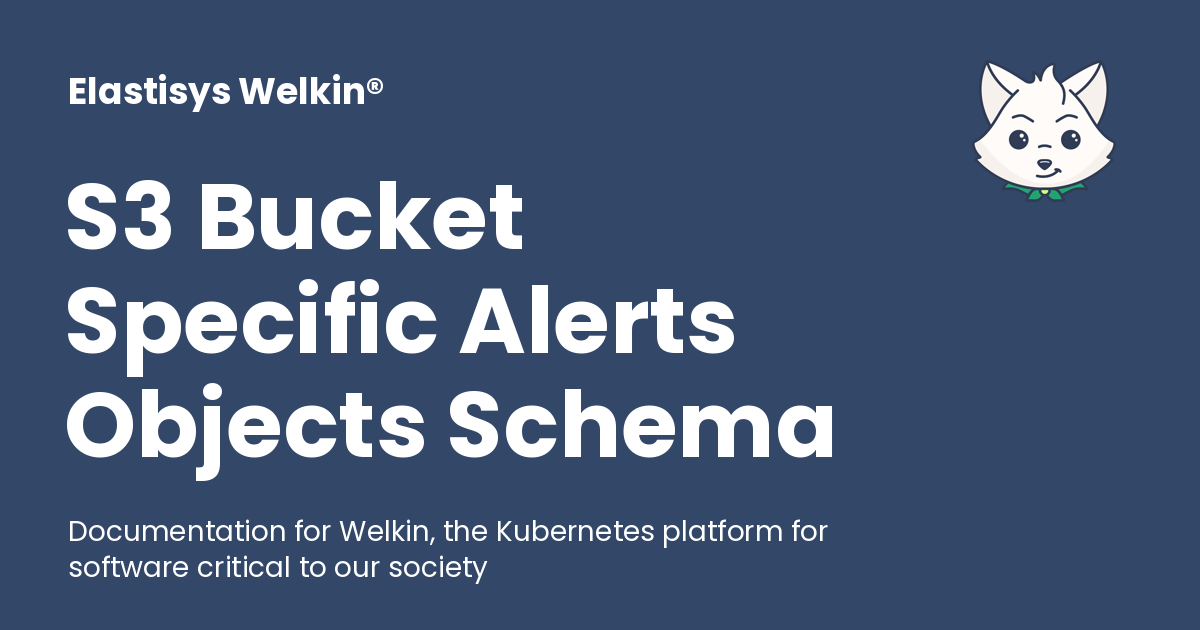 Elastisys Welkin®
S3 Bucket
Specific Alerts
Objects Schema
Documentation for Welkin, the Kubernetes platform for
software critical to our society